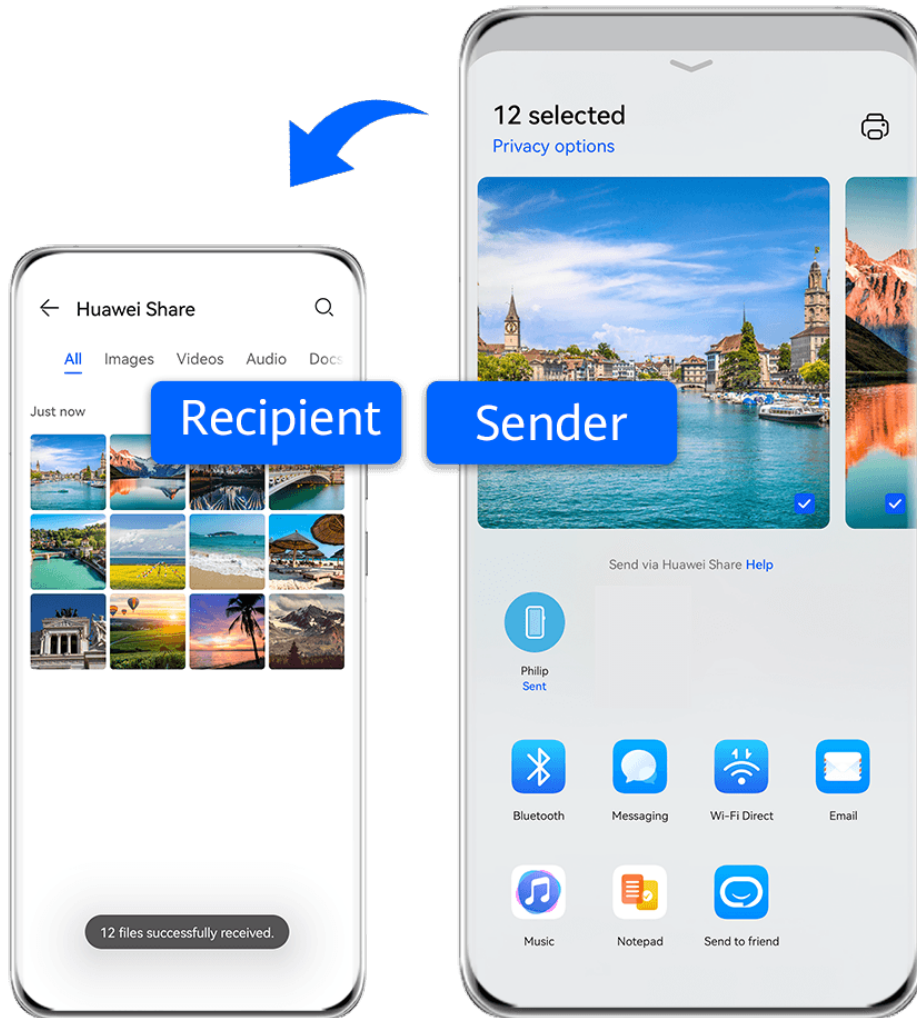 12 selected
Privacy options
Huawei Share
All Images Videos Audio Docs
Just now
Recipient
Sender
Send via Huawei Share Help
Philip
Sent
Bluetooth Messaging Wi-Fi Direct Email
Music Notepad Send to friend
12 files successfully received.